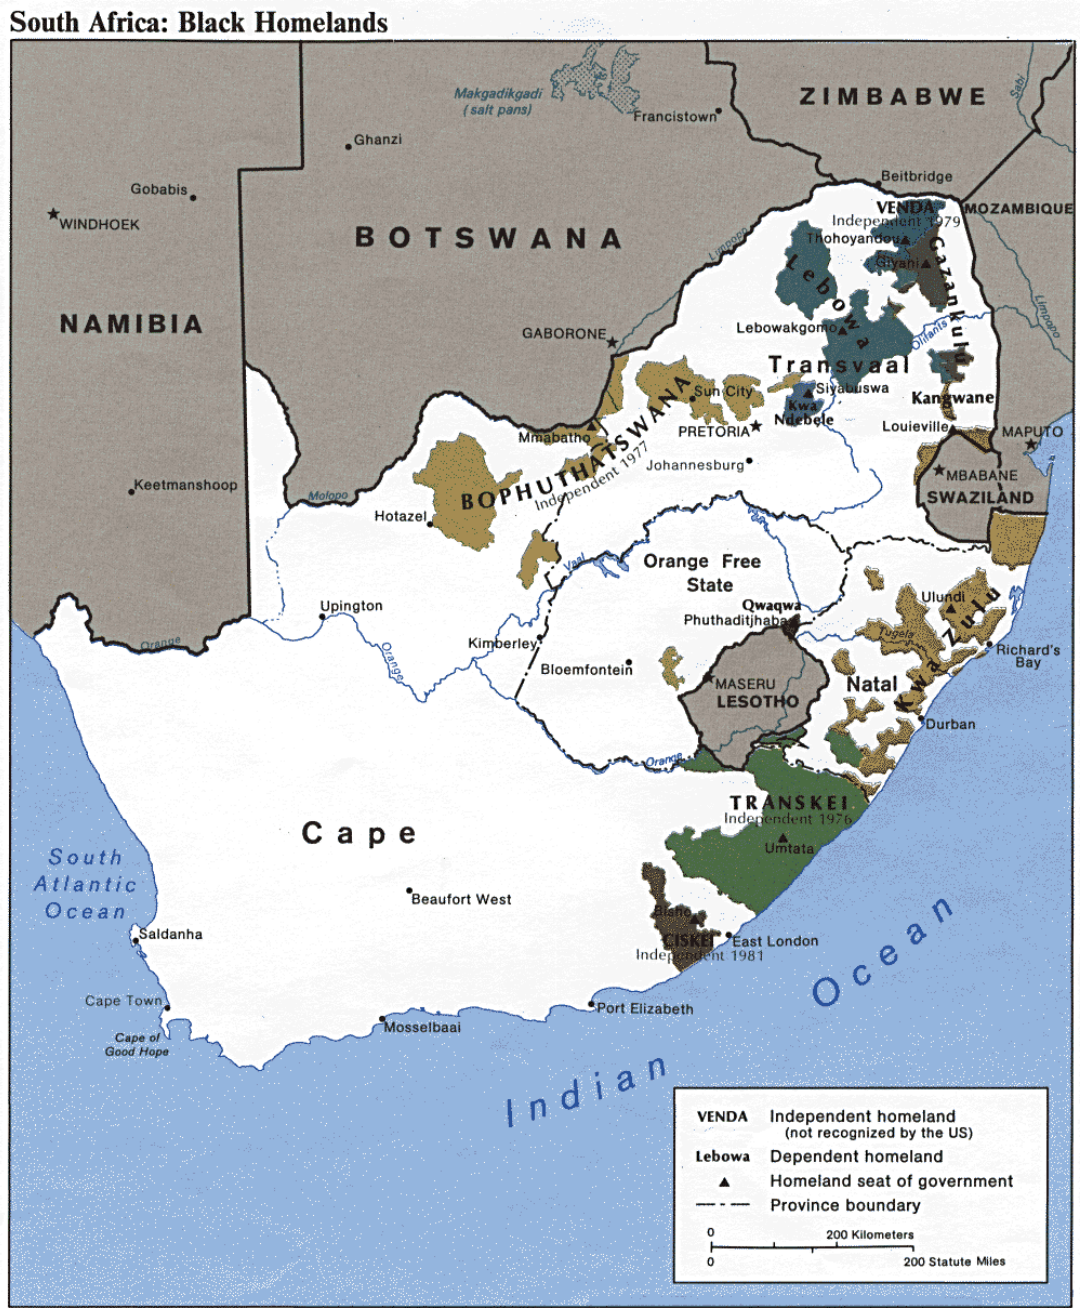 South Africa: Black Homelands
Makgadikgadi
(salt pans)
Francistown
ZIMBABWE
Sabi
Ghanzi
Gobabis
WINDHOEK
BOTSWANA
Beitbridge
MOZAMBIQUE
VENDA
Independent 1979
Thohoyandou
Giyani
Gazankulu
Limpopo
Limpopo
Lebowa
NAMIBIA
GABORONE
Lebowakgomo
Olifants
Transvaal
Sun City
Siyabuswa
Kwa
Ndebele
Kangwane
Louieville
MAPUTO
PRETORIA
Mmabatho
Johannesburg
MBABANE
SWAZILAND
BOPHUTHATSWANA
Independent 1977
Keetmanshoop
Molopo
Hotazel
Vaal
Orange Free
State
Qwaqwa
Phuthaditjhaba
Ulundi
Tugela
Kwa Zulu
Richard's
Bay
Upington
Orange
Orange
Kimberley
Bloemfontein
MASERU
LESOTHO
Natal
Durban
Orange
TRANSKEI
Independent 1976
Umtata
Cape
South
Atlantic
Ocean
Beaufort West
Bisho
CISKEI
Independent 1981
East London
Saldanha
Cape Town
Cape of
Good Hope
Mosselbaai
Port Elizabeth
Indian Ocean
VENDA Independent homeland
(not recognized by the US)
Lebowa Dependent homeland
Homeland seat of government
Province boundary
0 200 Kilometers
0 200 Statute Miles